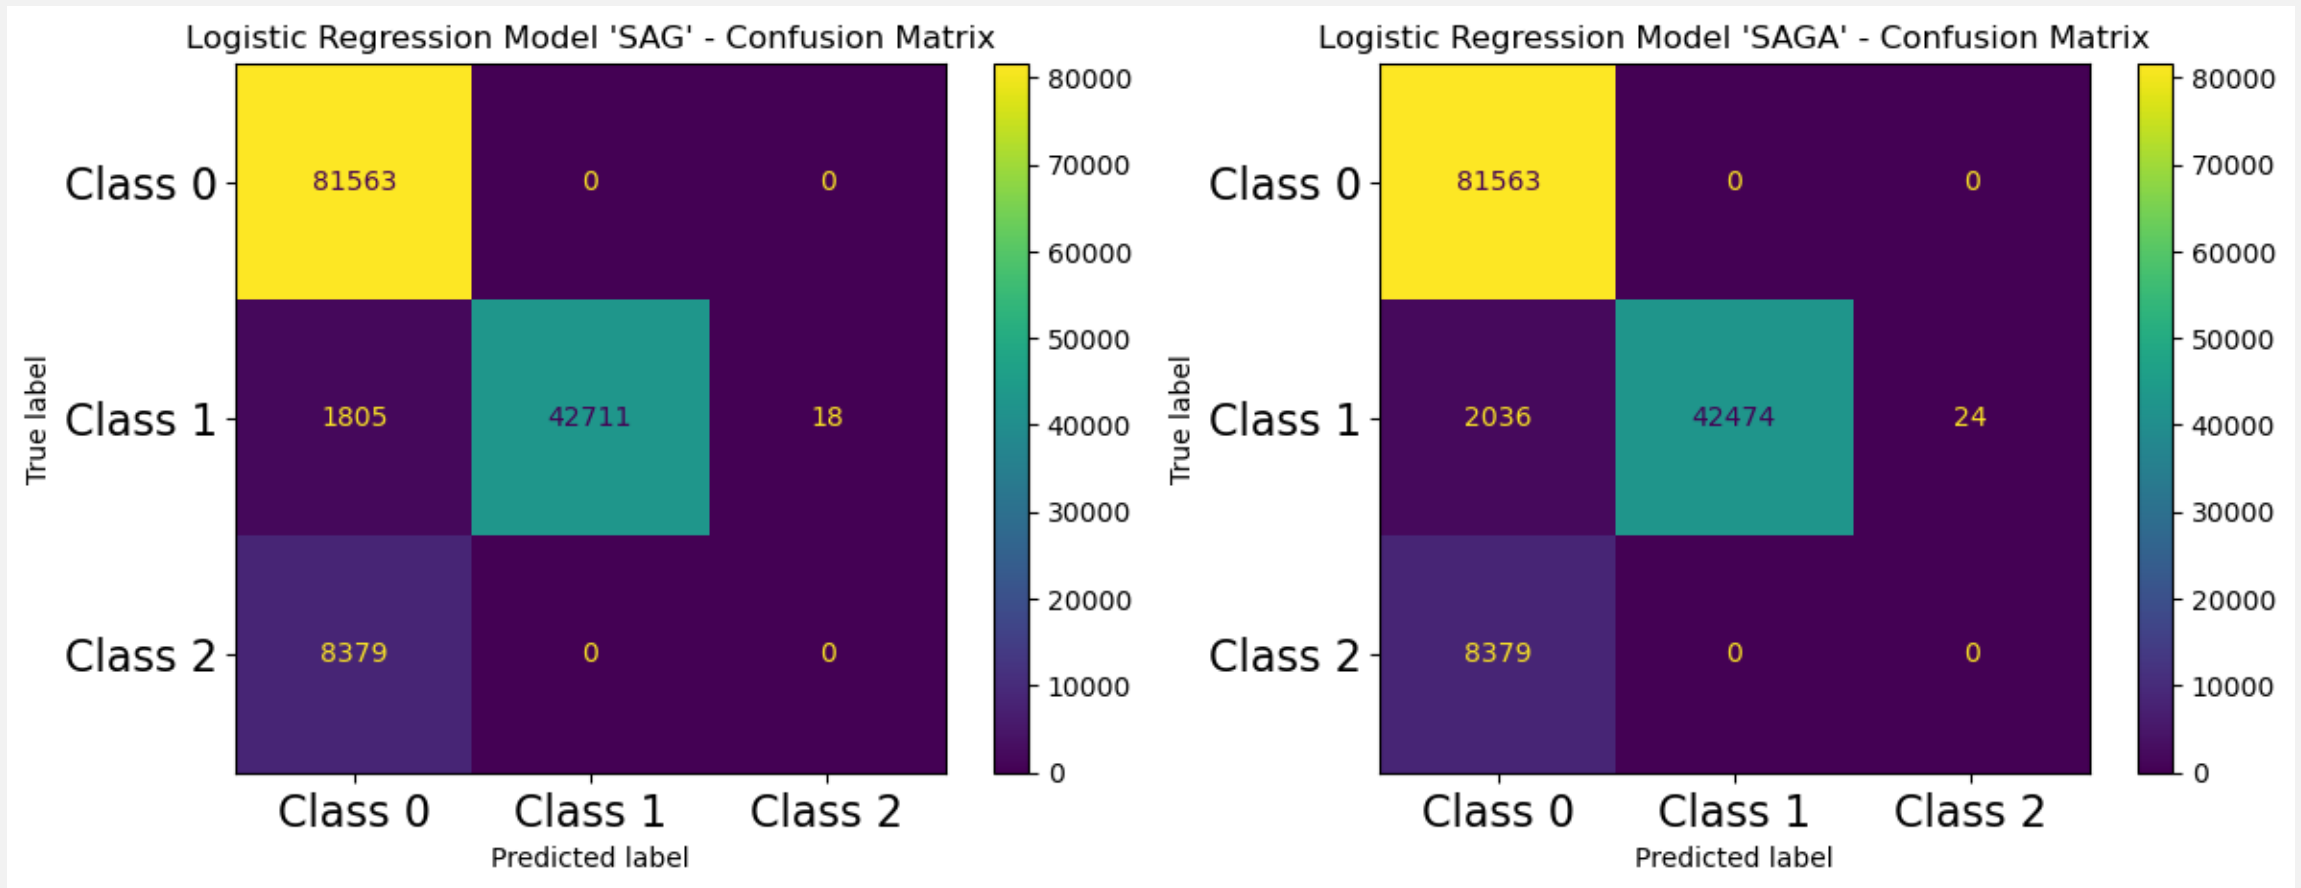 Logistic Regression Model 'SAG' - Confusion Matrix
80000
70000
60000
50000
40000
30000
20000
10000
0
True label
Class 0
81563 0 0
Class 1
1805 42711 18
Class 2
8379 0 0
Class 0 Class 1 Class 2
Predicted label
Logistic Regression Model 'SAGA' - Confusion Matrix
80000
70000
60000
50000
40000
30000
20000
10000
0
True label
Class 0
81563 0 0
Class 1
2036 42474 24
Class 2
8379 0 0
Class 0 Class 1 Class 2
Predicted label